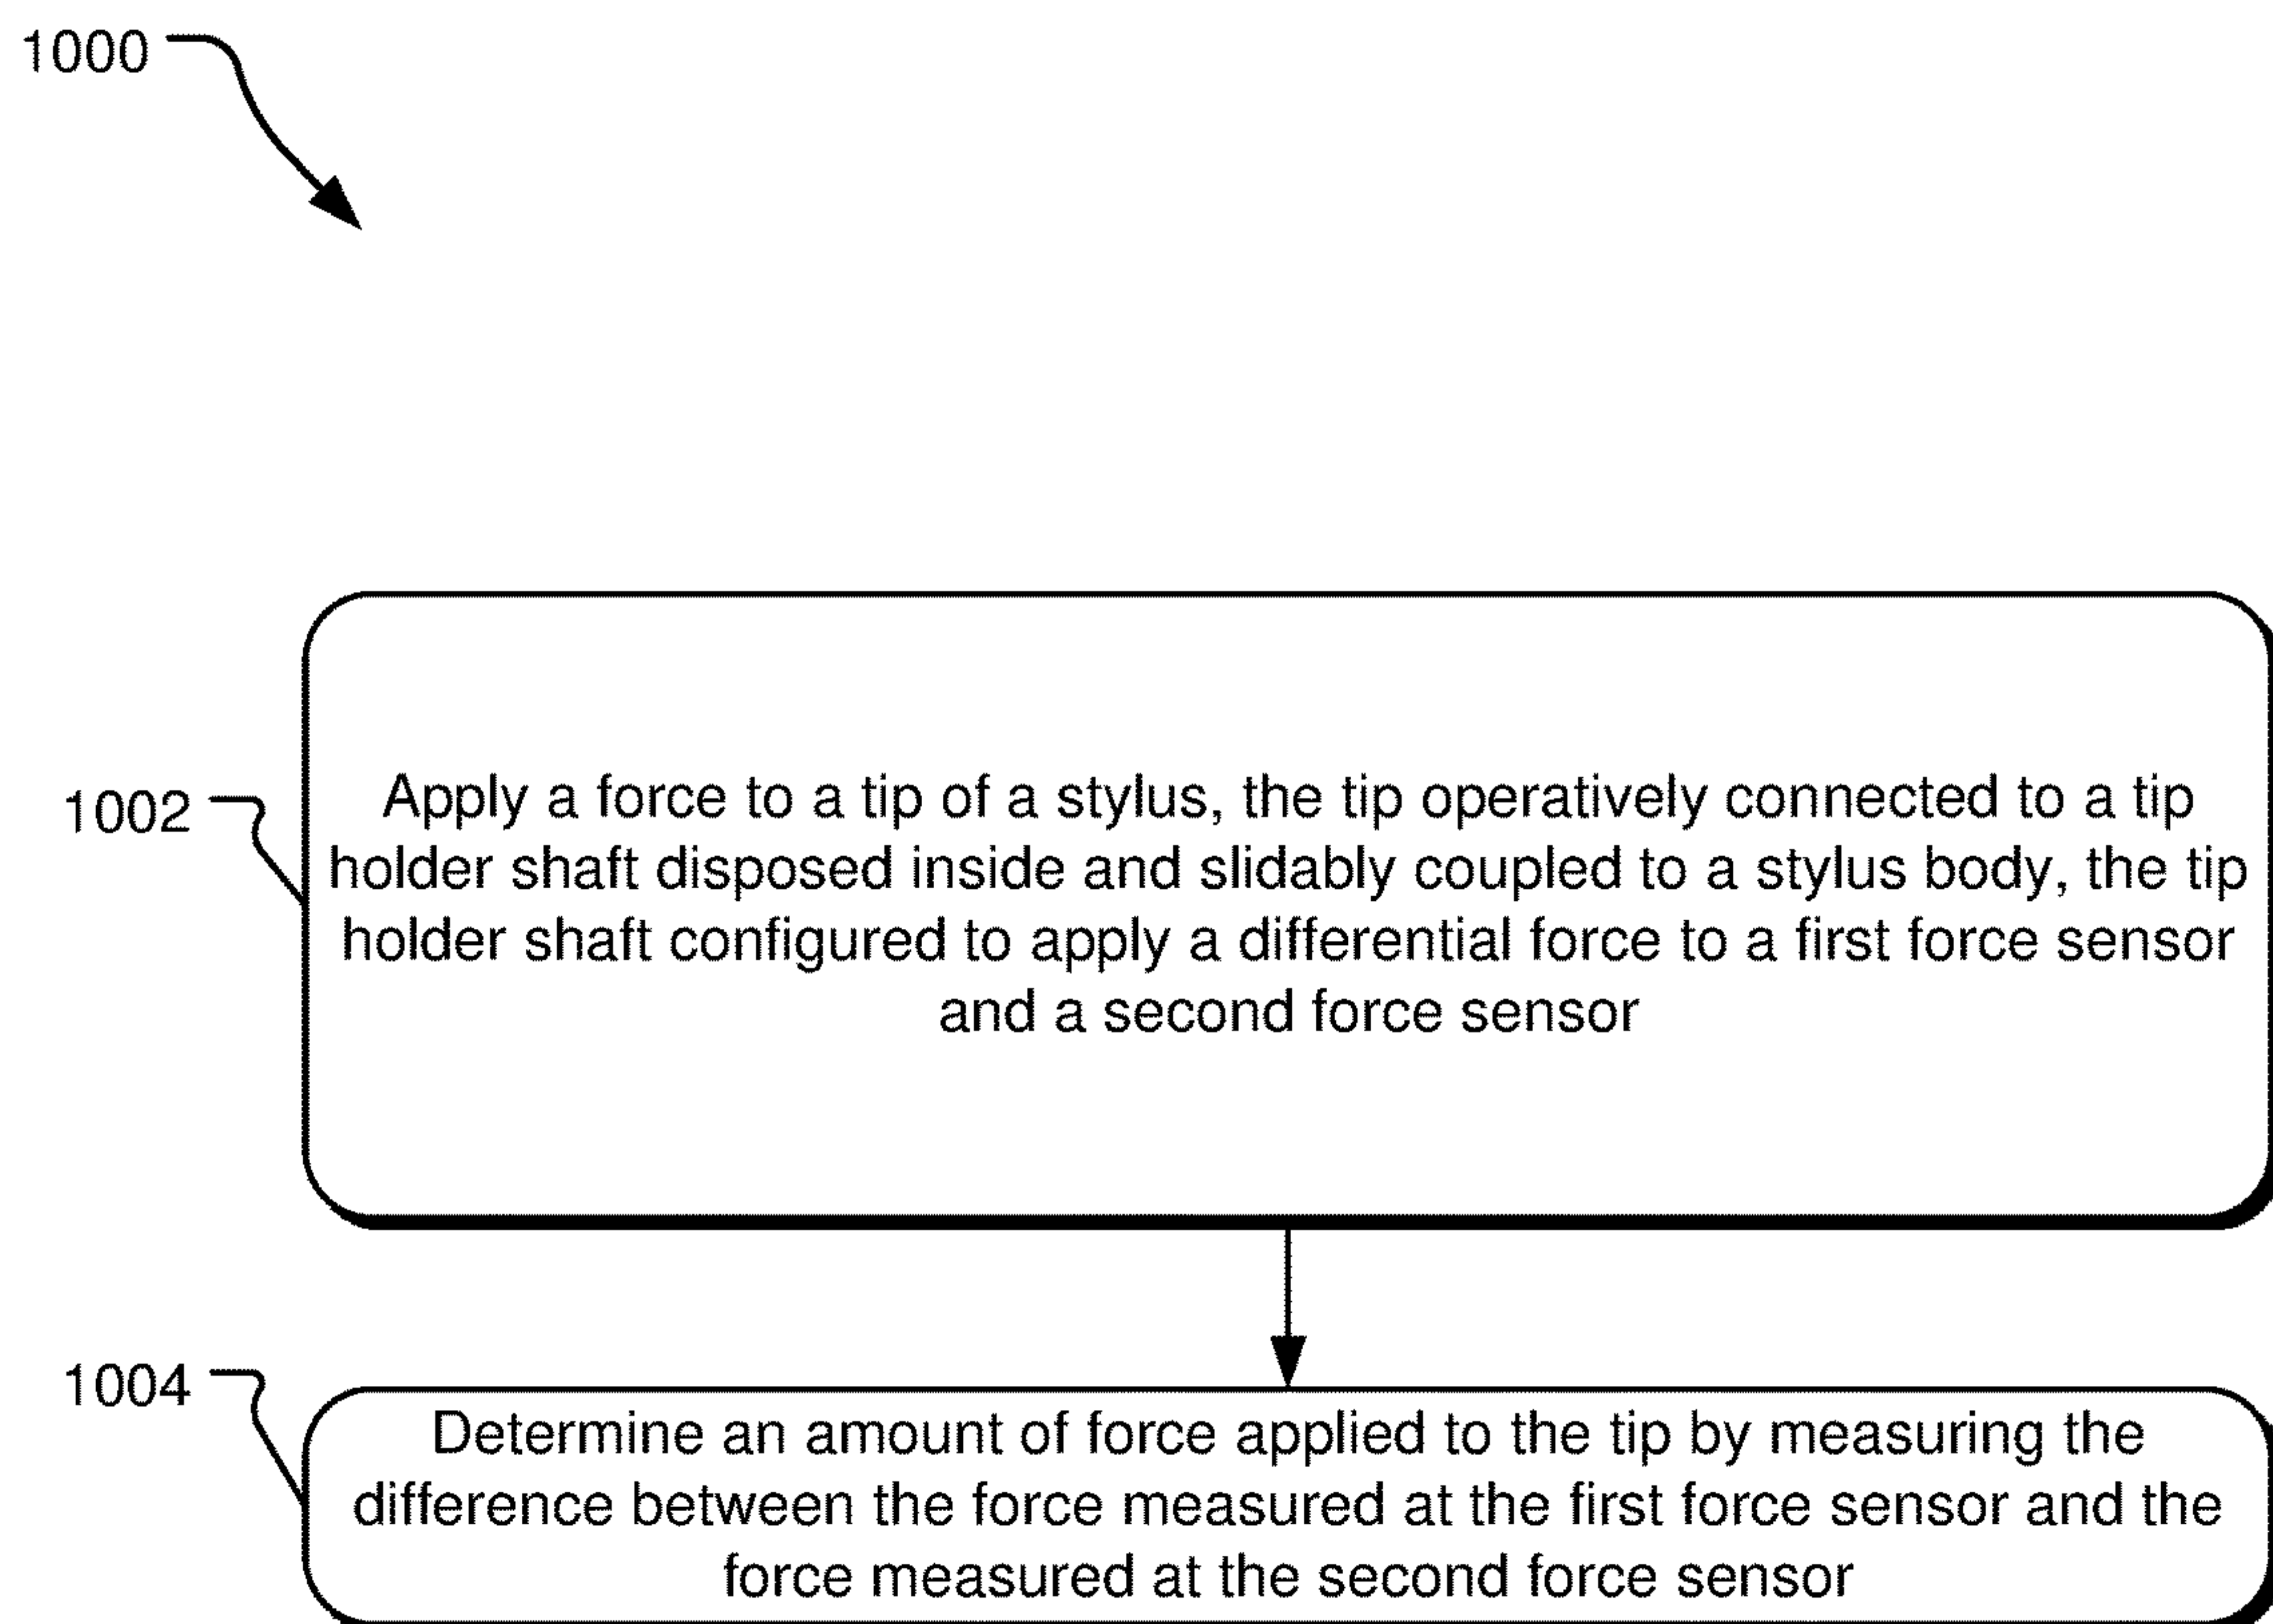 1000
1002
Apply a force to a tip of a stylus, the tip operatively connected to a tip
holder shaft disposed inside and slidably coupled to a stylus body, the tip
holder shaft configured to apply a differential force to a first force sensor
and a second force sensor
1004
Determine an amount of force applied to the tip by measuring the
difference between the force measured at the first force sensor and the
force measured at the second force sensor